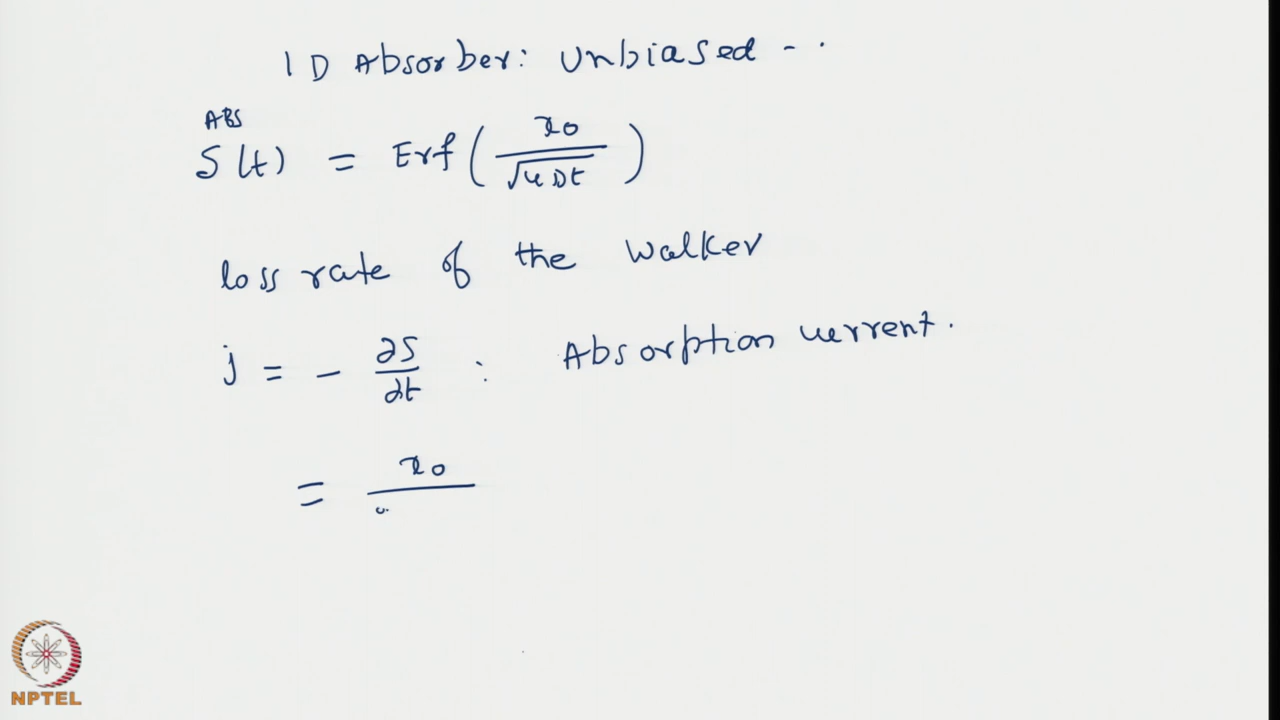 1D Absorber: Unbiased - .
ABS
S(t) = Erf( x0 / √4Dt )
loss rate of the walker
j = - ∂S/∂t : Absorption current.
= x0 /
NPTEL